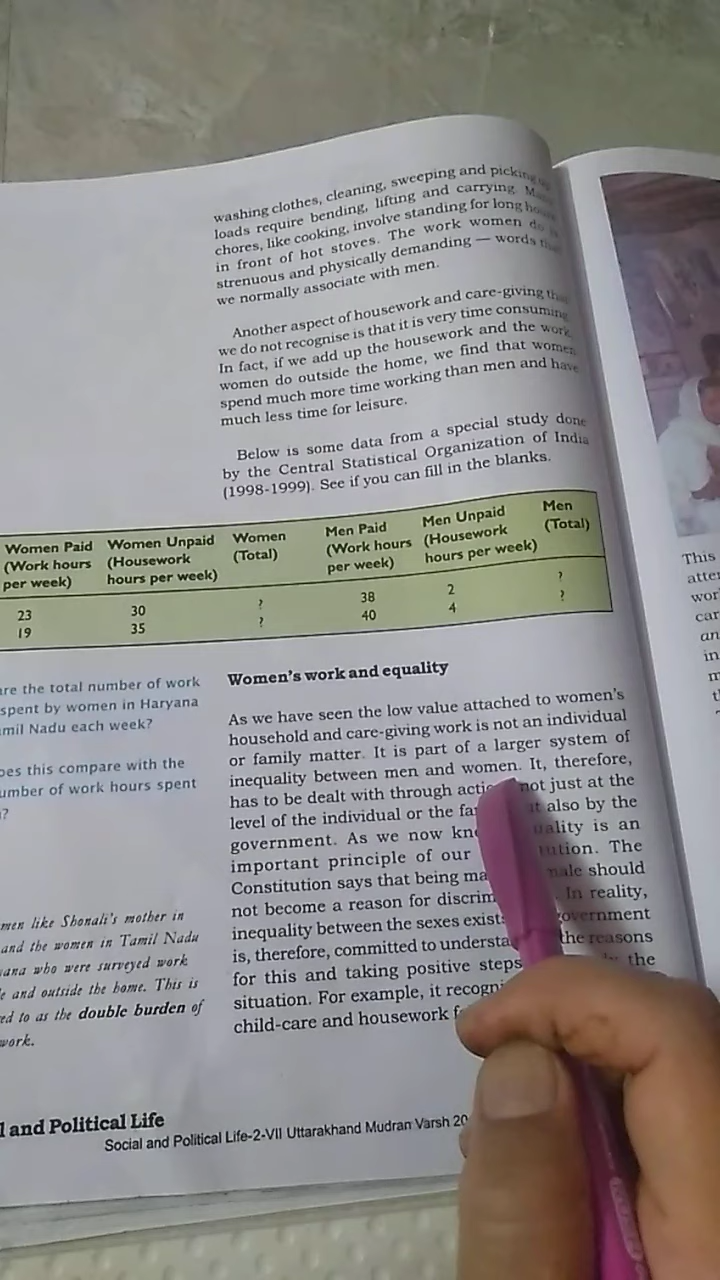 washing clothes, cleaning, sweeping and picking
loads require bending, lifting and carrying.
chores, like cooking, involve standing for long
in front of hot stoves. The work women do
strenuous and physically demanding — words
we normally associate with men.
Another aspect of housework and care-giving
we do not recognise is that it is very time consuming.
In fact, if we add up the housework and the work
women do outside the home, we find that women
spend much more time working than men and have
much less time for leisure.
Below is some data from a special study done
by the Central Statistical Organization of India
(1998-1999). See if you can fill in the blanks.
Women Paid Women Unpaid Women Men Paid Men Unpaid Men
(Work hours (Housework (Total) (Work hours (Housework (Total)
per week) hours per week) per week) hours per week)
23 30 ? 38 2 ?
19 35 ? 40 4 ?
are the total number of work
spent by women in Haryana
amil Nadu each week?
oes this compare with the
umber of work hours spent
?
men like Shonali's mother in
and the women in Tamil Nadu
ana who were surveyed work
e and outside the home. This is
ed to as the double burden of
work.
Women's work and equality
As we have seen the low value attached to women's
household and care-giving work is not an individual
or family matter. It is part of a larger system of
inequality between men and women. It, therefore,
has to be dealt with through not just at the
level of the individual or the also by the
government. As we now is an
important principle of our The
Constitution says that being should
not become a reason for In reality,
inequality between the sexes government
is, therefore, committed to the reasons
for this and taking positive steps the
situation. For example, it
child-care and housework
l and Political Life
Social and Political Life-2-VII Uttarakhand Mudran Varsh 20
This